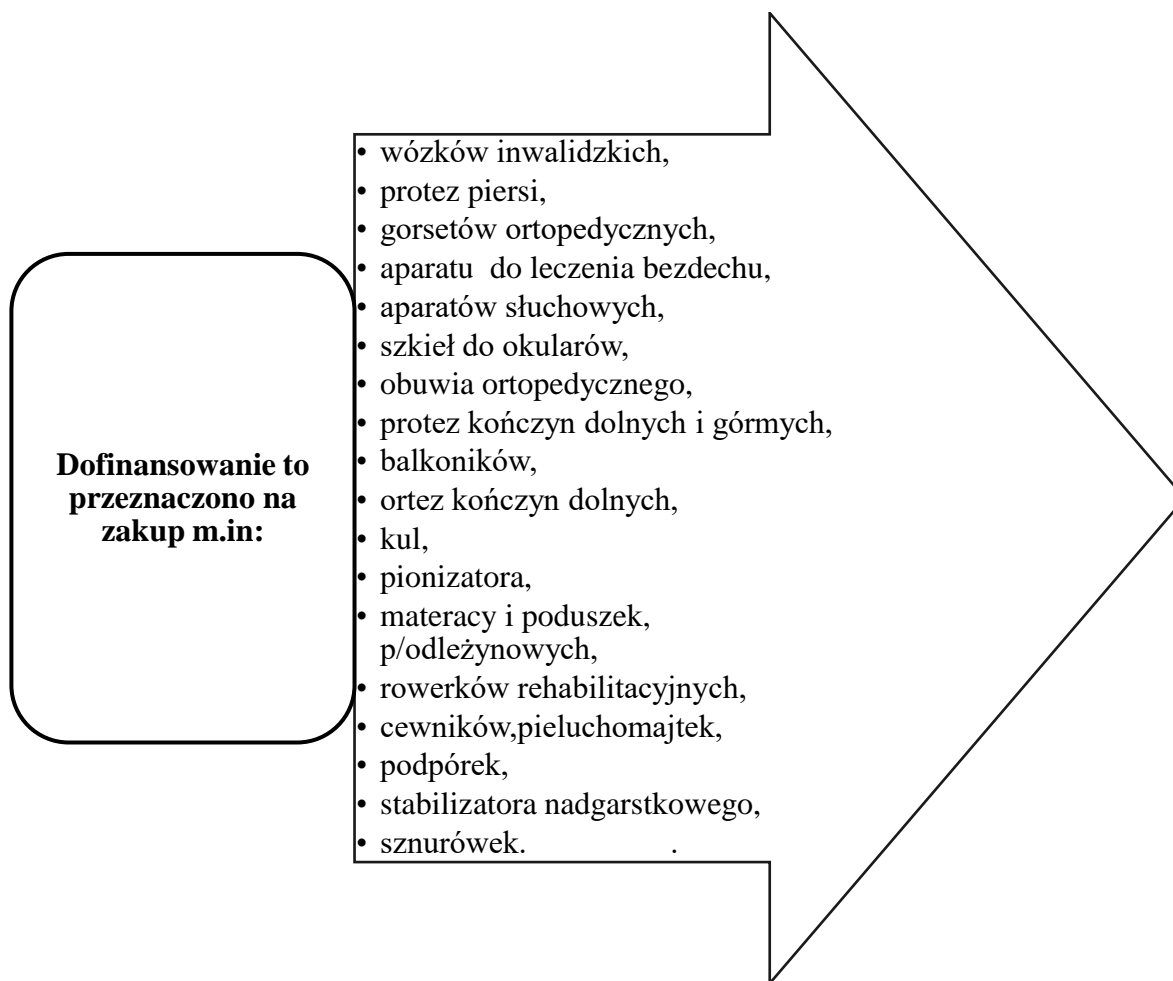 Dofinansowanie to
przeznaczono na
zakup m.in:
• wózków inwalidzkich,
• protez piersi,
• gorsetów ortopedycznych,
• aparatu  do leczenia bezdechu,
• aparatów słuchowych,
• szkieł do okularów,
• obuwia ortopedycznego,
• protez kończyn dolnych i górmych,
• balkoników,
• ortez kończyn dolnych,
• kul,
• pionizatora,
• materacy i poduszek,
p/odleżynowych,
• rowerków rehabilitacyjnych,
• cewników,pieluchomajtek,
• podpórek,
• stabilizatora nadgarstkowego,
• sznurówek.                    .